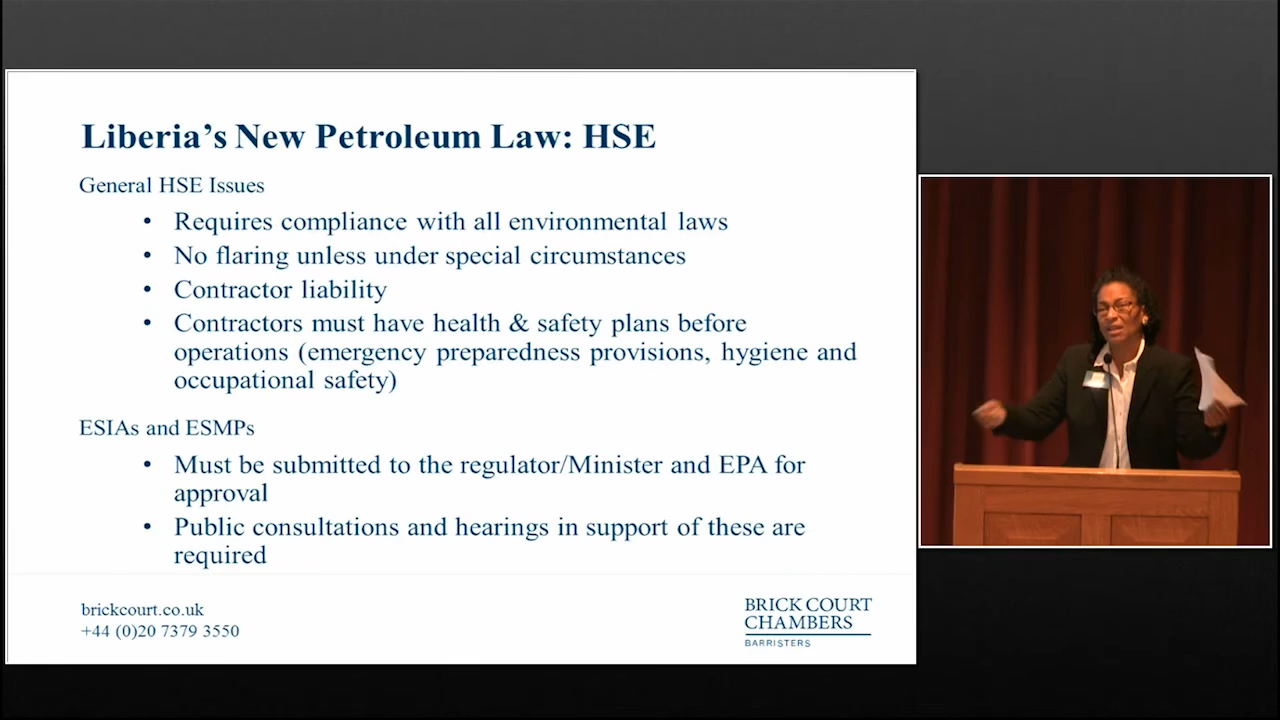 Liberia's New Petroleum Law: HSE
General HSE Issues
• Requires compliance with all environmental laws
• No flaring unless under special circumstances
• Contractor liability
• Contractors must have health & safety plans before
operations (emergency preparedness provisions, hygiene and
occupational safety)
ESIAs and ESMPs
• Must be submitted to the regulator/Minister and EPA for
approval
• Public consultations and hearings in support of these are
required
brickcourt.co.uk
+44 (0)20 7379 3550
BRICK COURT
CHAMBERS
BARRISTERS